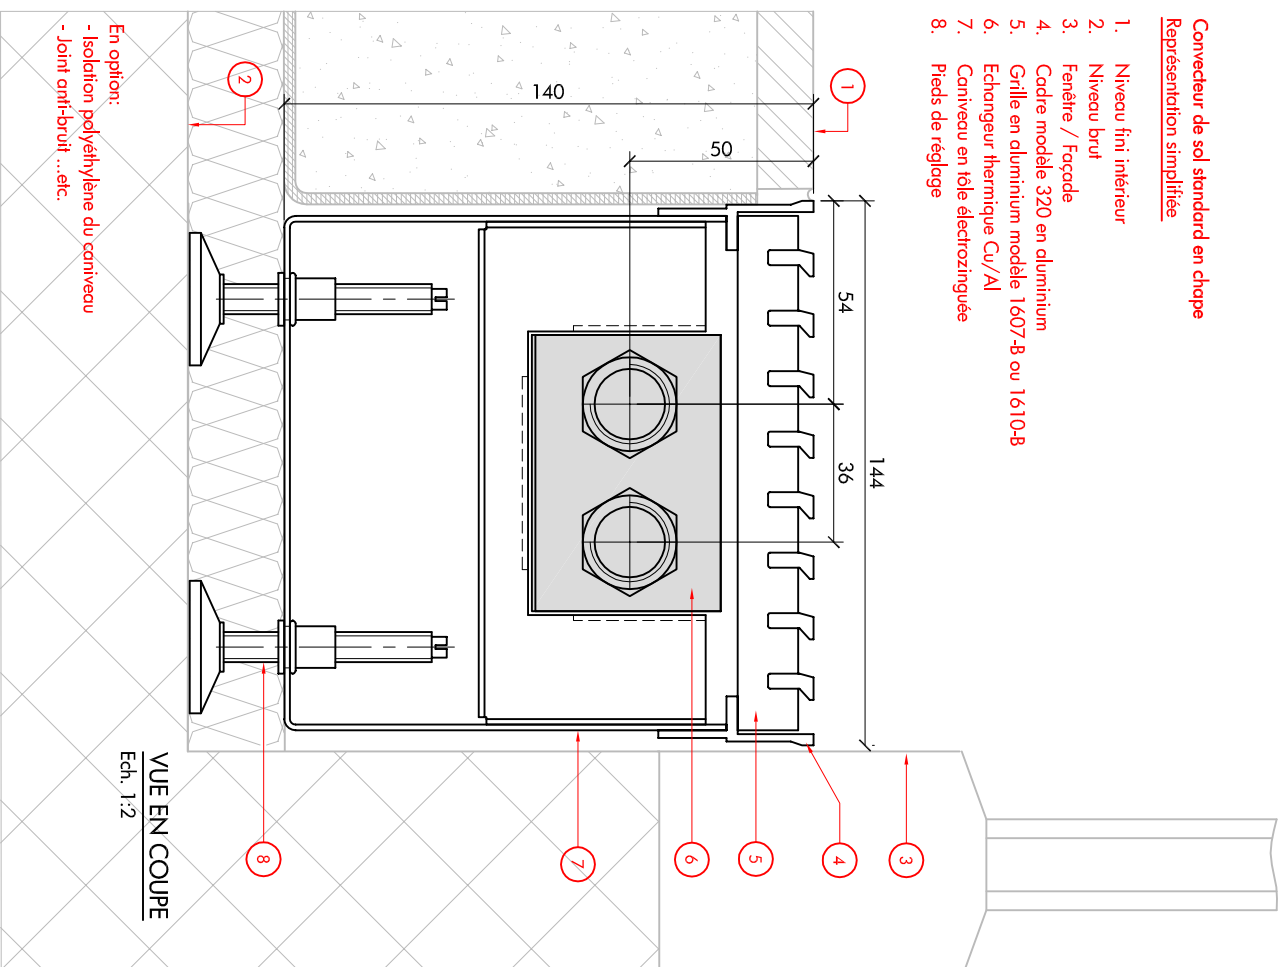 Convecteur de sol standard en chape
Représentation simplifiée
1. Niveau fini intérieur
2. Niveau brut
3. Fenêtre / Façade
4. Cadre modèle 320 en aluminium
5. Grille en aluminium modèle 1607-B ou 1610-B
6. Echangeur thermique Cu/Al
7. Caniveau en tôle électrozinguée
8. Pieds de réglage
1
2
3
4
5
6
7
8
140
50
54
36
144
En option:
- Isolation polyéthylène du caniveau
- Joint anti-bruit ...etc.
VUE EN COUPE
Ech. 1:2